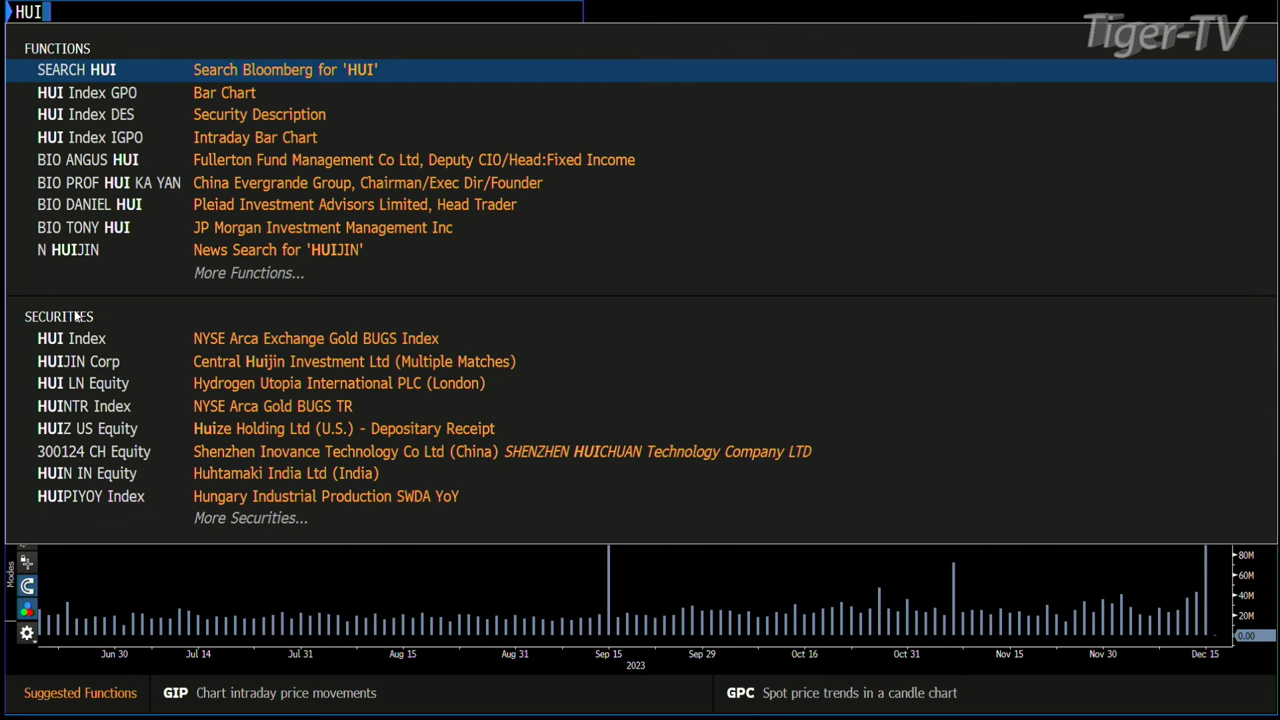 HUI
Tiger-TV
FUNCTIONS
SEARCH HUI Search Bloomberg for 'HUI'
HUI Index GPO Bar Chart
HUI Index DES Security Description
HUI Index IGPO Intraday Bar Chart
BIO ANGUS HUI Fullerton Fund Management Co Ltd, Deputy CIO/Head:Fixed Income
BIO PROF HUI KA YAN China Evergrande Group, Chairman/Exec Dir/Founder
BIO DANIEL HUI Pleiad Investment Advisors Limited, Head Trader
BIO TONY HUI JP Morgan Investment Management Inc
N HUIJIN News Search for 'HUIJIN'
More Functions...
SECURITIES
HUI Index NYSE Arca Exchange Gold BUGS Index
HUIJIN Corp Central Huijin Investment Ltd (Multiple Matches)
HUI LN Equity Hydrogen Utopia International PLC (London)
HUINTR Index NYSE Arca Gold BUGS TR
HUIZ US Equity Huize Holding Ltd (U.S.) - Depositary Receipt
300124 CH Equity Shenzhen Inovance Technology Co Ltd (China) SHENZHEN HUICHUAN Technology Company LTD
HUIN IN Equity Huhtamaki India Ltd (India)
HUIPIYOY Index Hungary Industrial Production SWDA YoY
More Securities...
Modes
80M
60M
40M
20M
0.00
Jun 30 Jul 14 Jul 31 Aug 15 Aug 31 Sep 15 Sep 29 Oct 16 Oct 31 Nov 15 Nov 30 Dec 15
2023
Suggested Functions GIP Chart intraday price movements GPC Spot price trends in a candle chart